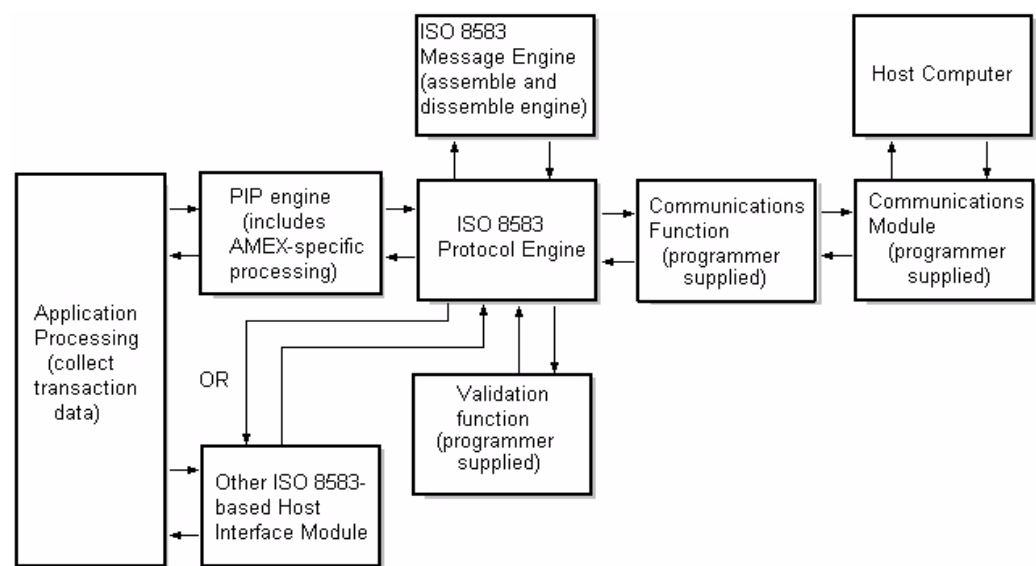 ISO 8583
Message Engine
(assemble and
dissemble engine)
Host Computer
PIP engine
(includes
AMEX-specific
processing)
ISO 8583
Protocol Engine
Communications
Function
(programmer
supplied)
Communications
Module
(programmer
supplied)
Application
Processing
(collect
transaction
data)
OR
Validation
function
(programmer
supplied)
Other ISO 8583-
based Host
Interface Module